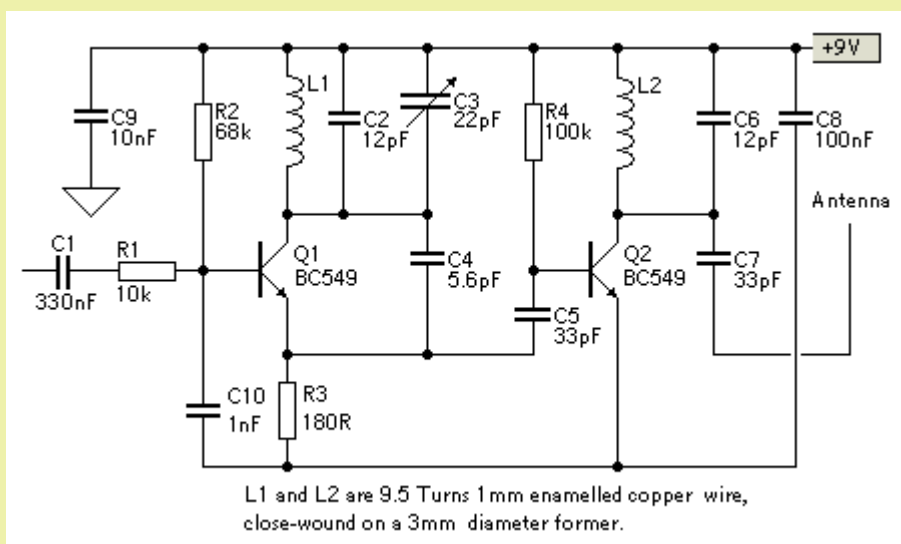 +9V
C9
10nF
R2
68k
L1
C2
12pF
C3
22pF
R4
100k
L2
C6
12pF
C8
100nF
Antenna
C1
330nF
R1
10k
Q1
BC549
C4
5.6pF
Q2
BC549
C7
33pF
C5
33pF
C10
1nF
R3
180R
L1 and L2 are 9.5 Turns 1mm enamelled copper wire,
close-wound on a 3mm diameter former.